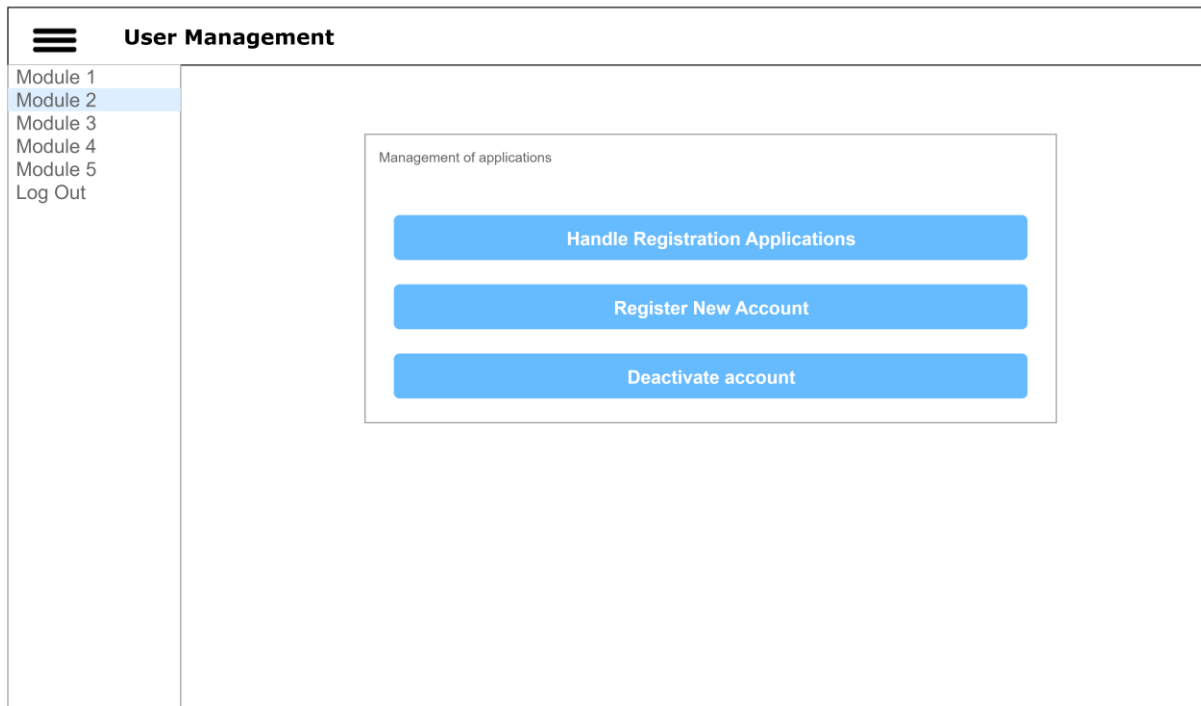 User Management
Module 1
Module 2
Module 3
Module 4
Module 5
Log Out
Management of applications
Handle Registration Applications
Register New Account
Deactivate account